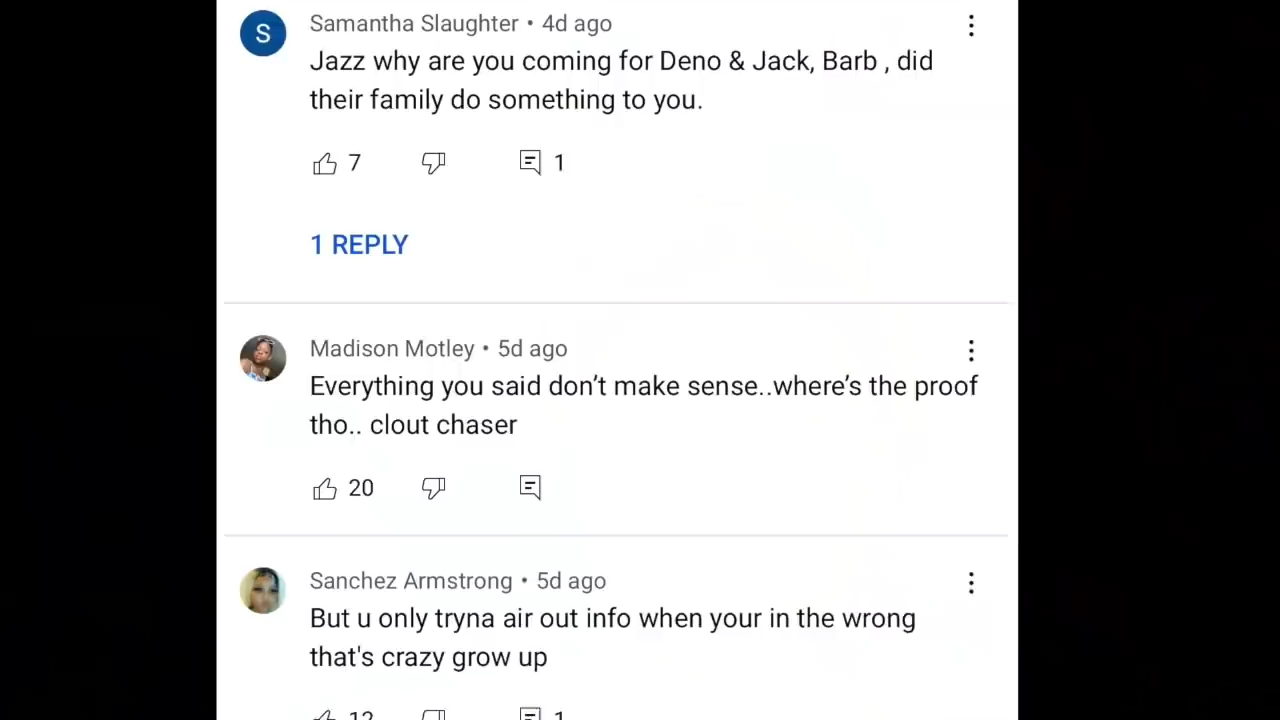 S
Samantha Slaughter • 4d ago
Jazz why are you coming for Deno & Jack, Barb , did
their family do something to you.
7 1
1 REPLY
Madison Motley • 5d ago
Everything you said don’t make sense..where’s the proof
tho.. clout chaser
20
Sanchez Armstrong • 5d ago
But u only tryna air out info when your in the wrong
that's crazy grow up
12 1